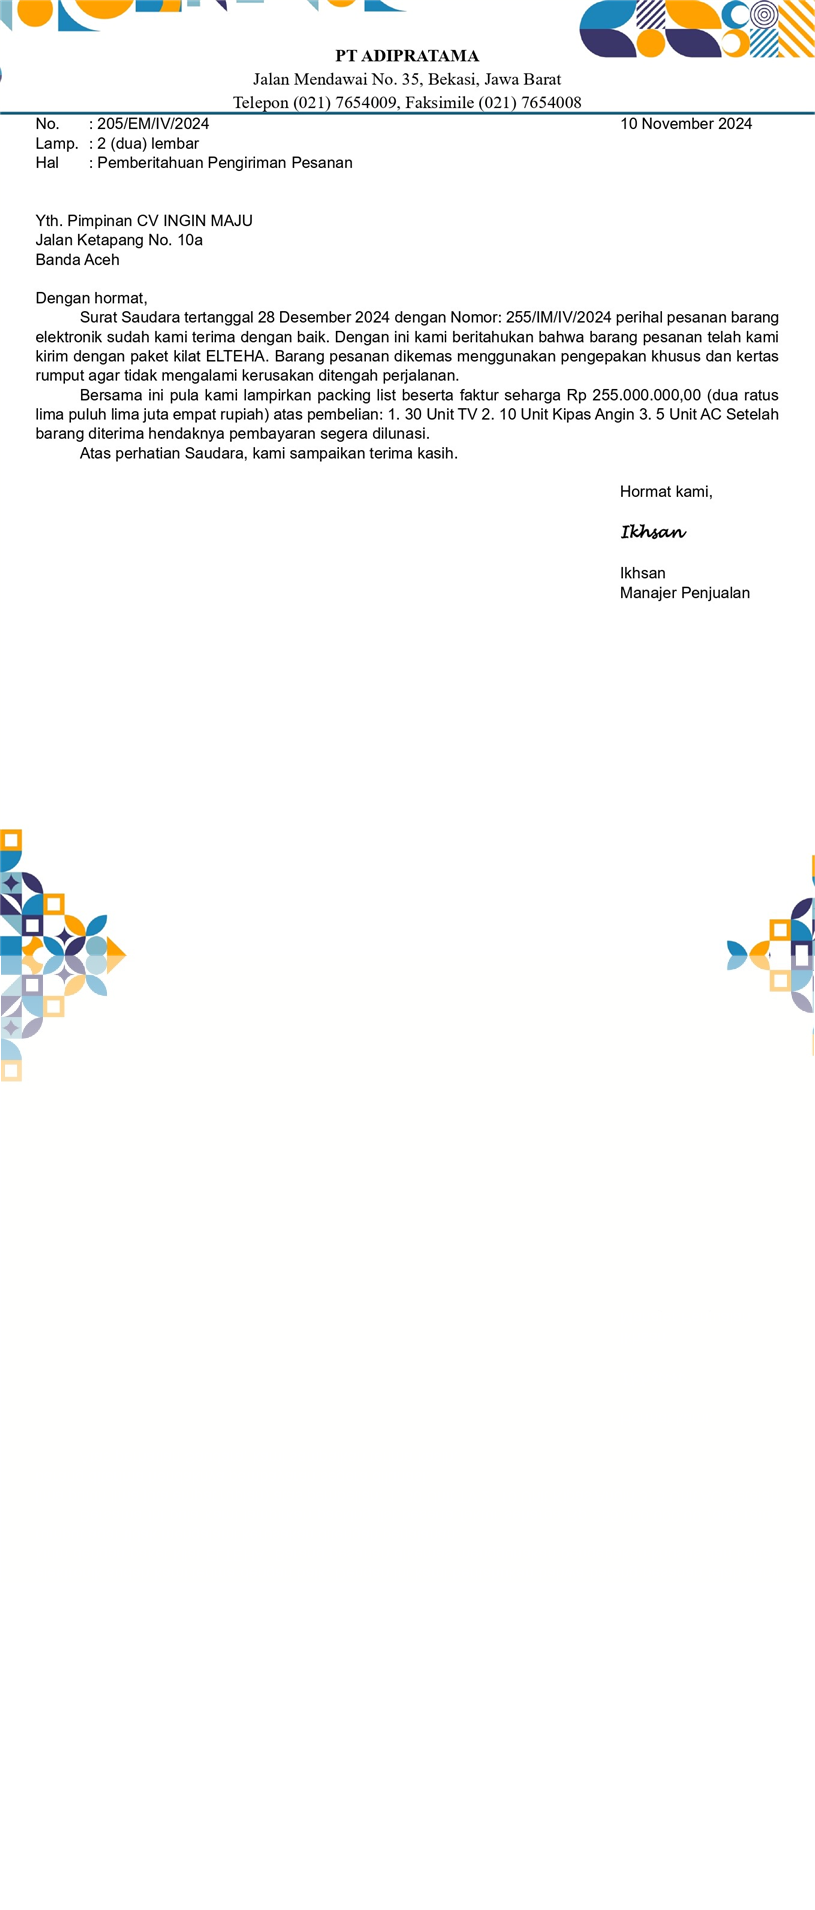 PT ADIPRATAMA
Jalan Mendawai No. 35, Bekasi, Jawa Barat
Telepon (021) 7654009, Faksimile (021) 7654008
No. : 205/EM/IV/2024 10 November 2024
Lamp. : 2 (dua) lembar
Hal : Pemberitahuan Pengiriman Pesanan
Yth. Pimpinan CV INGIN MAJU
Jalan Ketapang No. 10a
Banda Aceh
Dengan hormat,
Surat Saudara tertanggal 28 Desember 2024 dengan Nomor: 255/IM/IV/2024 perihal pesanan barang
elektronik sudah kami terima dengan baik. Dengan ini kami beritahukan bahwa barang pesanan telah kami
kirim dengan paket kilat ELTEHA. Barang pesanan dikemas menggunakan pengepakan khusus dan kertas
rumput agar tidak mengalami kerusakan ditengah perjalanan.
Bersama ini pula kami lampirkan packing list beserta faktur seharga Rp 255.000.000,00 (dua ratus
lima puluh lima juta empat rupiah) atas pembelian: 1. 30 Unit TV 2. 10 Unit Kipas Angin 3. 5 Unit AC Setelah
barang diterima hendaknya pembayaran segera dilunasi.
Atas perhatian Saudara, kami sampaikan terima kasih.
Hormat kami,
Ikhsan
Ikhsan
Manajer Penjualan